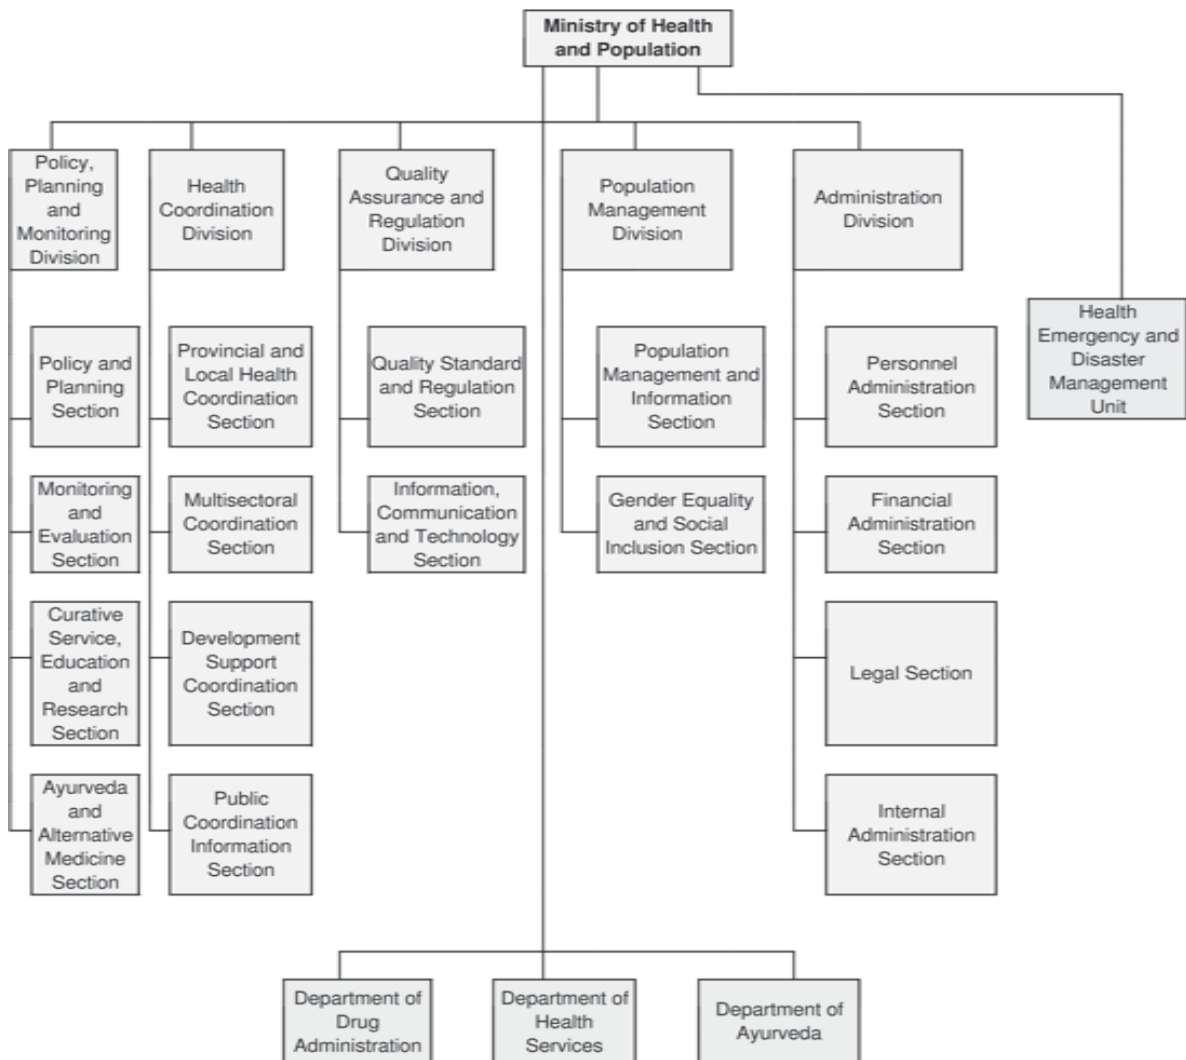 Ministry of Health
and Population
Policy,
Planning
and
Monitoring
Division
Health
Coordination
Division
Quality
Assurance and
Regulation
Division
Population
Management
Division
Administration
Division
Health
Emergency and
Disaster
Management
Unit
Policy and
Planning
Section
Provincial and
Local Health
Coordination
Section
Quality Standard
and Regulation
Section
Population
Management and
Information
Section
Personnel
Administration
Section
Monitoring
and
Evaluation
Section
Multisectoral
Coordination
Section
Information,
Communication
and Technology
Section
Gender Equality
and Social
Inclusion Section
Financial
Administration
Section
Curative
Service,
Education
and
Research
Section
Development
Support
Coordination
Section
Legal Section
Ayurveda
and
Alternative
Medicine
Section
Public
Coordination
Information
Section
Internal
Administration
Section
Department of
Drug
Administration
Department of
Health
Services
Department of
Ayurveda